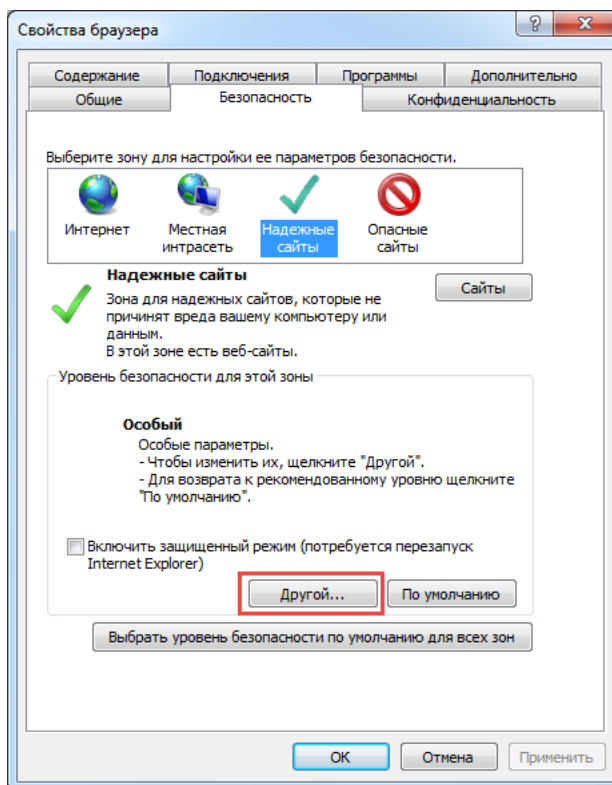 Свойства браузера
Содержание Подключения Программы Дополнительно
Общие Безопасность Конфиденциальность
Выберите зону для настройки ее параметров безопасности.
Интернет
Местная
интрасеть
Надежные
сайты
Опасные
сайты
Надежные сайты
Зона для надежных сайтов, которые не
причинят вреда вашему компьютеру или
данным.
В этой зоне есть веб-сайты.
Сайты
Уровень безопасности для этой зоны
Особый
Особые параметры.
- Чтобы изменить их, щелкните "Другой".
- Для возврата к рекомендованному уровню щелкните
"По умолчанию".
Включить защищенный режим (потребуется перезапуск
Internet Explorer)
Другой... По умолчанию
Выбрать уровень безопасности по умолчанию для всех зон
ОК Отмена Применить